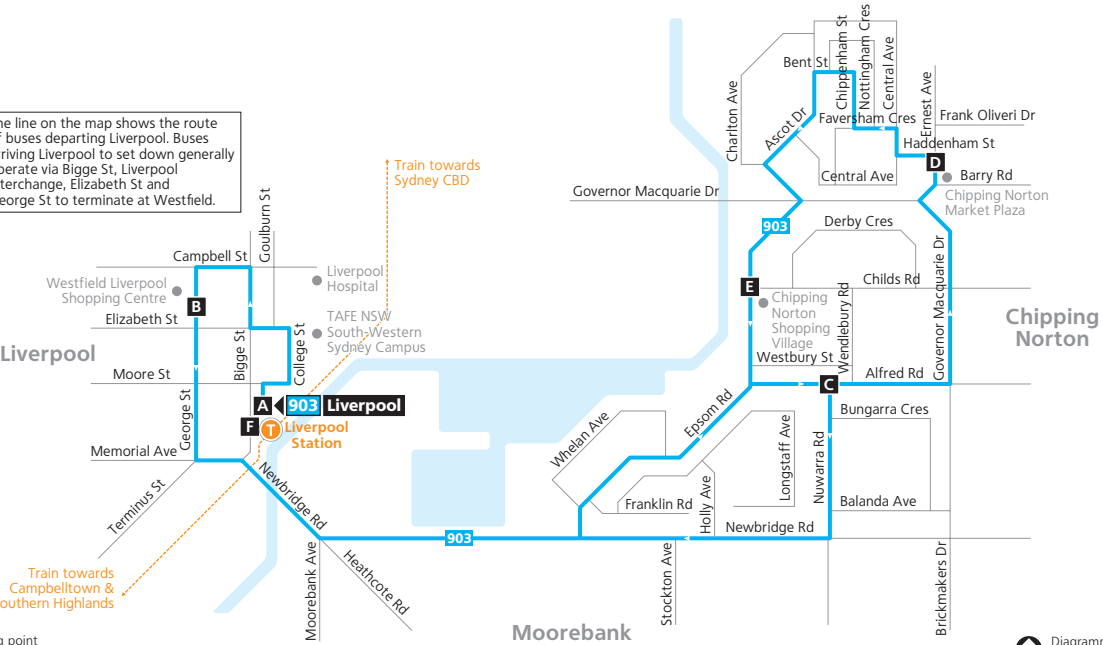 ne line on the map shows the route
f buses departing Liverpool. Buses
rriving Liverpool to set down generally
perate via Bigge St, Liverpool
terchange, Elizabeth St and
eorge St to terminate at Westfield.
Train towards
Sydney CBD
Goulburn St
Campbell St
Westfield Liverpool
Shopping Centre
B
Liverpool
Hospital
Elizabeth St
TAFE NSW
South-Western
Sydney Campus
Liverpool
Bigge St
College St
Moore St
George St
A
903
Liverpool
F
T
Liverpool
Station
Memorial Ave
Terminus St
Newbridge Rd
Train towards
Campbelltown &
outhern Highlands
Moorebank Ave
Heathcote Rd
903
Moorebank
Bent St
Chippenham St
Nottingham Cres
Central Ave
Charlton Ave
Ascot Dr
Faversham Cres
Ernest Ave
Frank Oliveri Dr
Haddenham St
D
Central Ave
Barry Rd
Chipping Norton
Market Plaza
Governor Macquarie Dr
903
Derby Cres
Governor Macquarie Dr
E
Childs Rd
Chipping
Norton
Shopping
Village
Wendlebury Rd
Chipping
Norton
Westbury St
C
Alfred Rd
Epsom Rd
Whelan Ave
Bungarra Cres
Longstaff Ave
Nuwarra Rd
Franklin Rd
Holly Ave
Balanda Ave
Newbridge Rd
Stockton Ave
Brickmakers Dr
g point
Diagramm